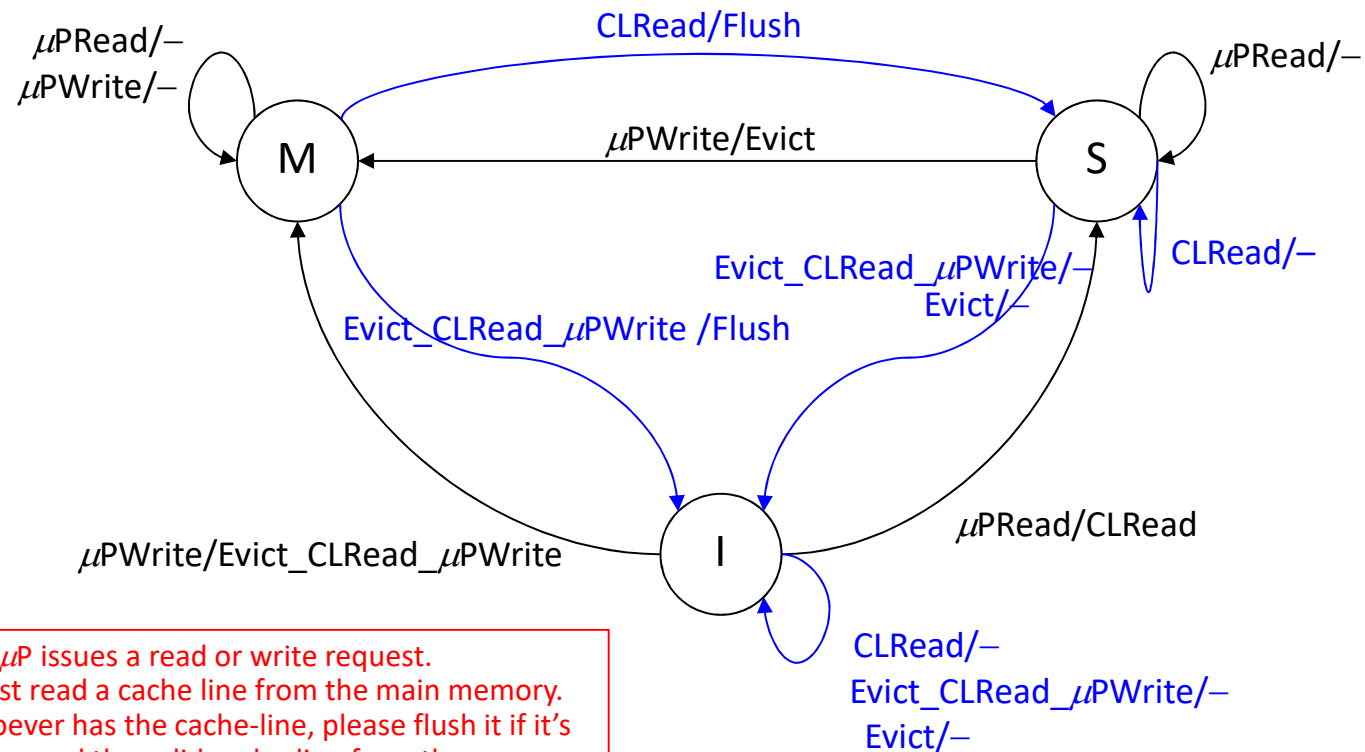 CLRead/Flush
𝜇PRead/–
𝜇PWrite/–
𝜇PRead/–
M
𝜇PWrite/Evict
S
CLRead/–
Evict_CLRead_𝜇PWrite/–
Evict/–
Evict_CLRead_𝜇PWrite /Flush
𝜇PRead/CLRead
𝜇PWrite/Evict_CLRead_𝜇PWrite
I
CLRead/–
Evict_CLRead_𝜇PWrite/–
Evict/–
𝜇P issues a read or write request.
read a cache line from the main memory.
has the cache-line, please flush it if it's